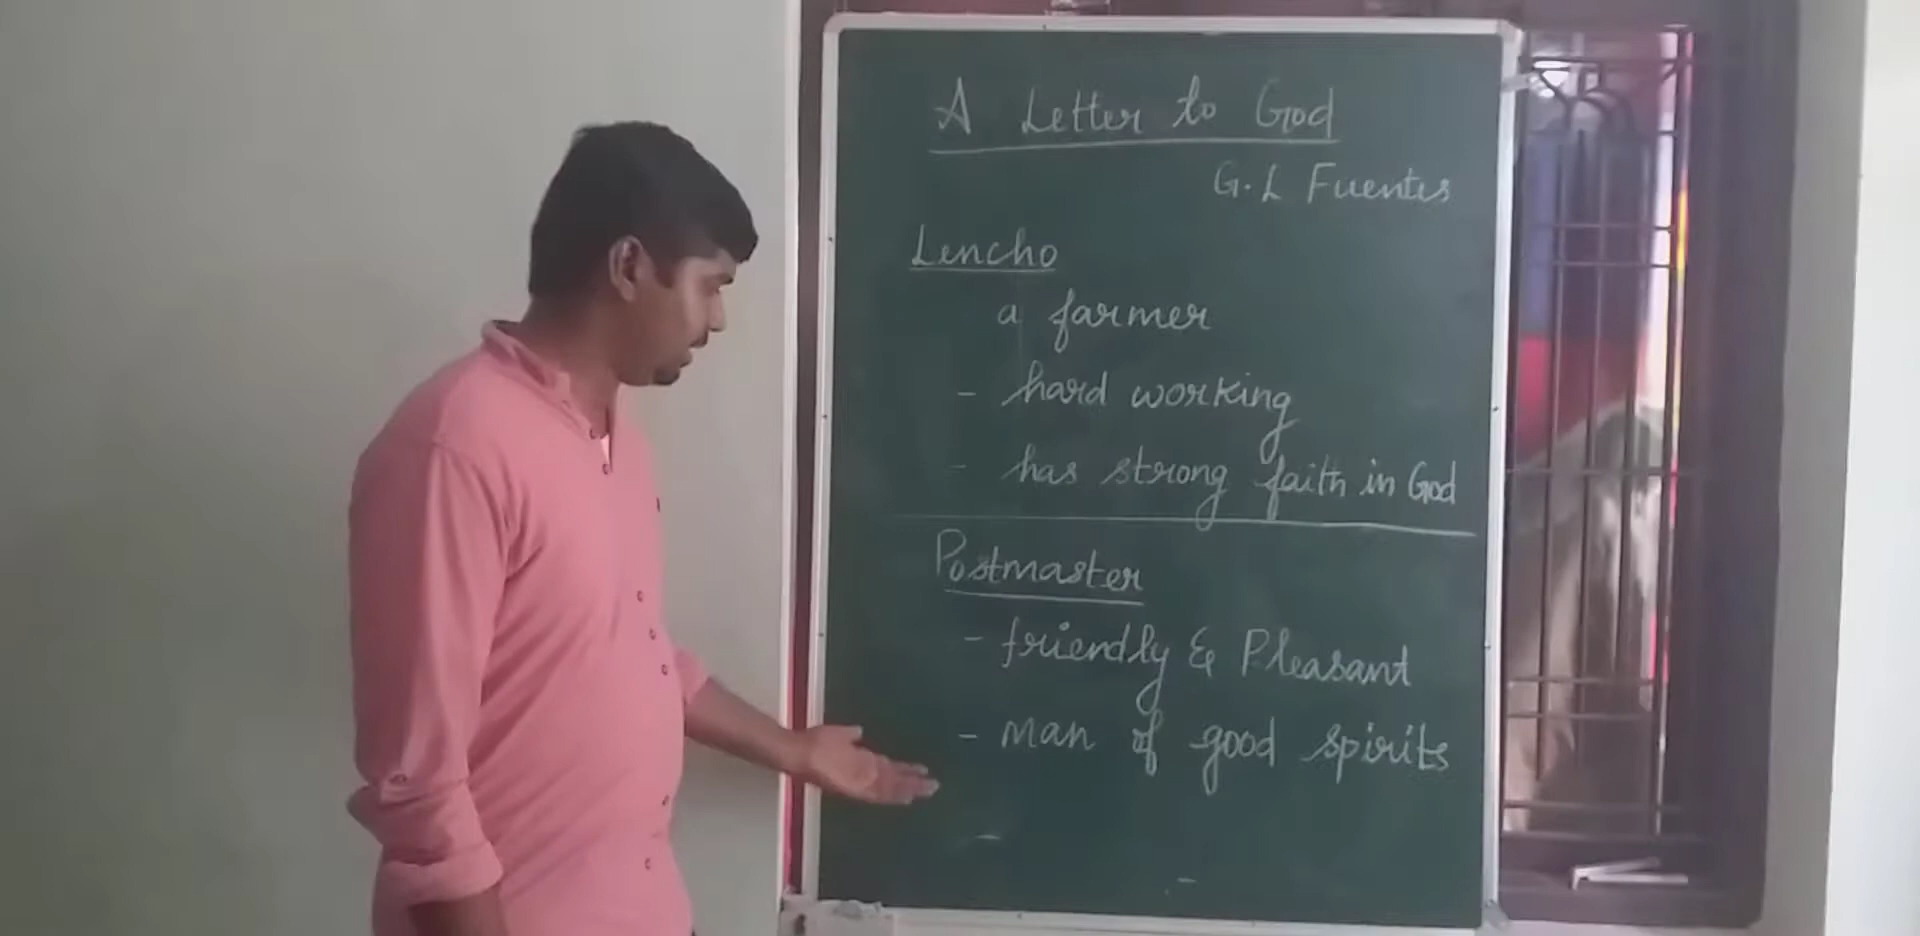 A Letter to God
G. L Fuentes
Lencho
a farmer
- hard working
- has strong faith in God
Postmaster
- friendly & Pleasant
- man of good spirits